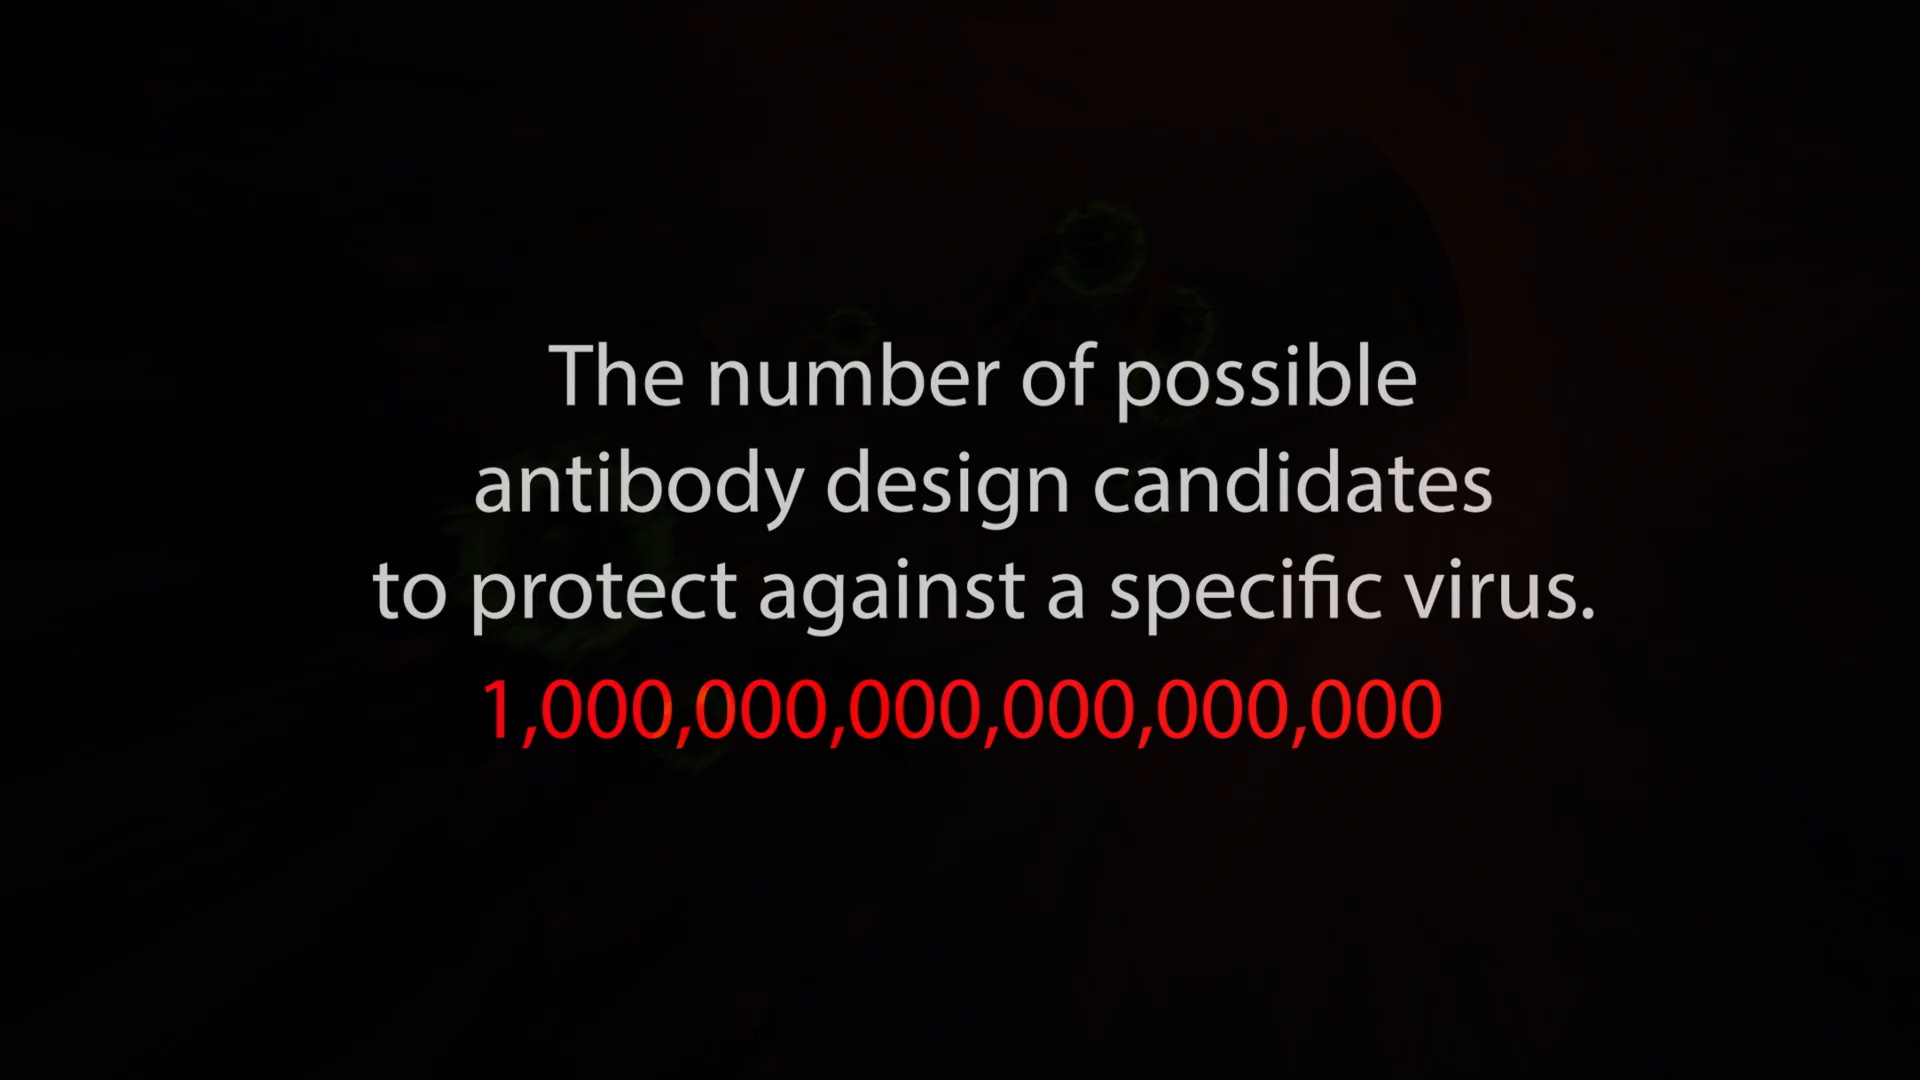 The number of possible
antibody design candidates
to protect against a specific virus.
1,000,000,000,000,000,000